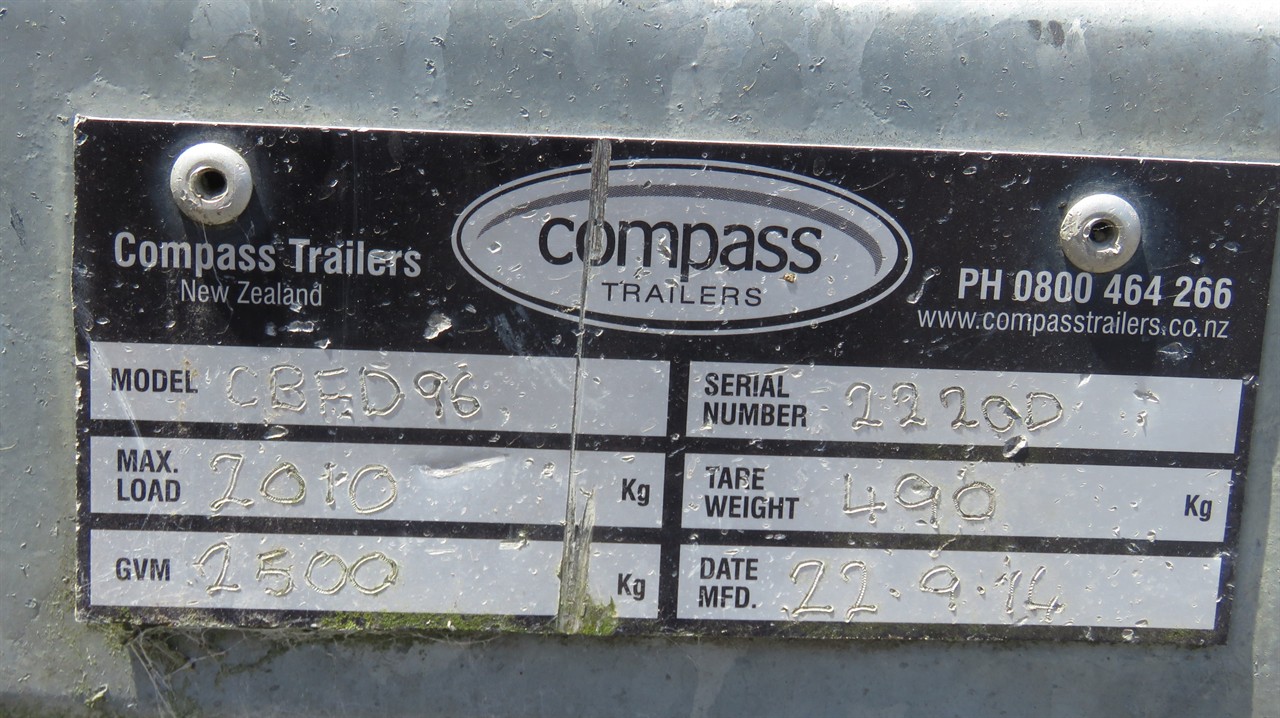 Compass Trailers
New Zealand
compass
TRAILERS
PH 0800 464 266
www.compasstrailers.co.nz
MODEL CBFD96
SERIAL NUMBER 2220D
MAX. LOAD 2010 Kg
TARE WEIGHT 490 Kg
GVM 2500 Kg
DATE MFD. 22.9.14